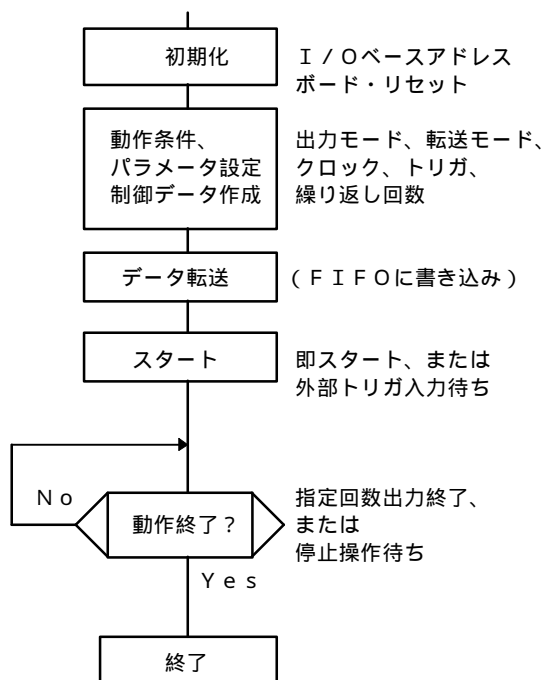 初期化
Ｉ／Ｏベースアドレス
ボード・リセット
動作条件、
パラメータ設定
制御データ作成
出力モード、転送モード、
クロック、トリガ、
繰り返し回数
データ転送
（ＦＩＦＯに書き込み）
スタート
即スタート、または
外部トリガ入力待ち
Ｎｏ
動作終了？
指定回数出力終了、
または
停止操作待ち
Ｙｅｓ
終了